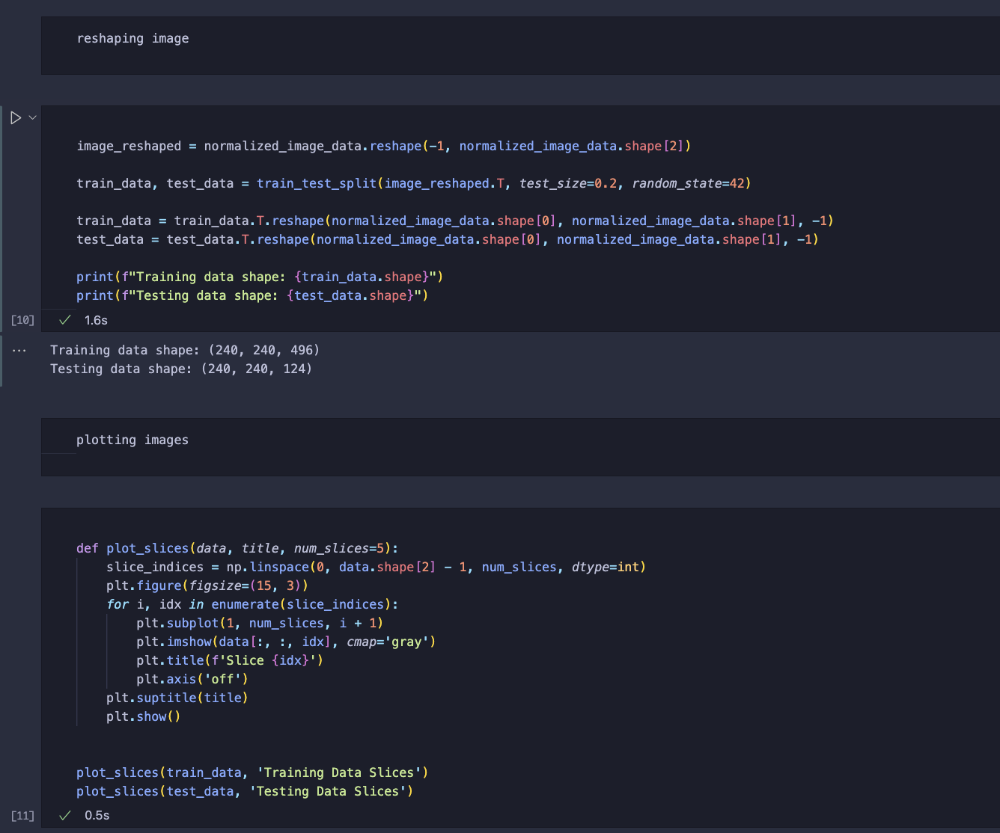 reshaping image
image_reshaped = normalized_image_data.reshape(-1, normalized_image_data.shape[2])
train_data, test_data = train_test_split(image_reshaped.T, test_size=0.2, random_state=42)
train_data = train_data.T.reshape(normalized_image_data.shape[0], normalized_image_data.shape[1], -1)
test_data = test_data.T.reshape(normalized_image_data.shape[0], normalized_image_data.shape[1], -1)
print(f"Training data shape: {train_data.shape}")
print(f"Testing data shape: {test_data.shape}")
[10] ✓ 1.6s
... Training data shape: (240, 240, 496)
Testing data shape: (240, 240, 124)
plotting images
def plot_slices(data, title, num_slices=5):
    slice_indices = np.linspace(0, data.shape[2] - 1, num_slices, dtype=int)
    plt.figure(figsize=(15, 3))
    for i, idx in enumerate(slice_indices):
        plt.subplot(1, num_slices, i + 1)
        plt.imshow(data[:, :, idx], cmap='gray')
        plt.title(f'Slice {idx}')
        plt.axis('off')
    plt.suptitle(title)
    plt.show()
plot_slices(train_data, 'Training Data Slices')
plot_slices(test_data, 'Testing Data Slices')
[11] ✓ 0.5s